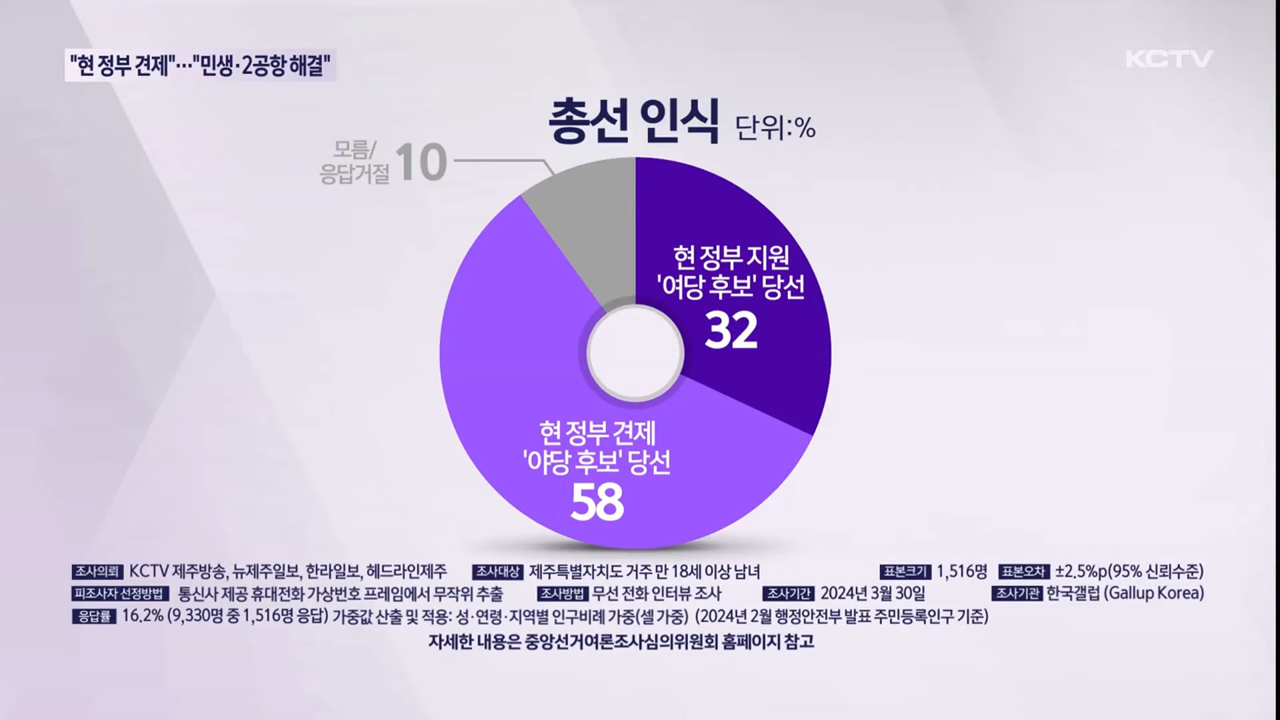 "현 정부 견제"…"민생·2공항 해결"
KCTV
총선 인식 단위:%
모름/
응답거절 10
현 정부 지원
'여당 후보' 당선
32
현 정부 견제
'야당 후보' 당선
58
조사의뢰 KCTV 제주방송, 뉴제주일보, 한라일보, 헤드라인제주 조사대상 제주특별자치도 거주 만 18세 이상 남녀 표본크기 1,516명 표본오차 ±2.5%p(95% 신뢰수준)
피조사자 선정방법 통신사 제공 휴대전화 가상번호 프레임에서 무작위 추출 조사방법 무선 전화 인터뷰 조사 조사기간 2024년 3월 30일 조사기관 한국갤럽 (Gallup Korea)
응답률 16.2% (9,330명 중 1,516명 응답) 가중값 산출 및 적용: 성·연령·지역별 인구비례 가중(셀 가중) (2024년 2월 행정안전부 발표 주민등록인구 기준)
자세한 내용은 중앙선거여론조사심의위원회 홈페이지 참고